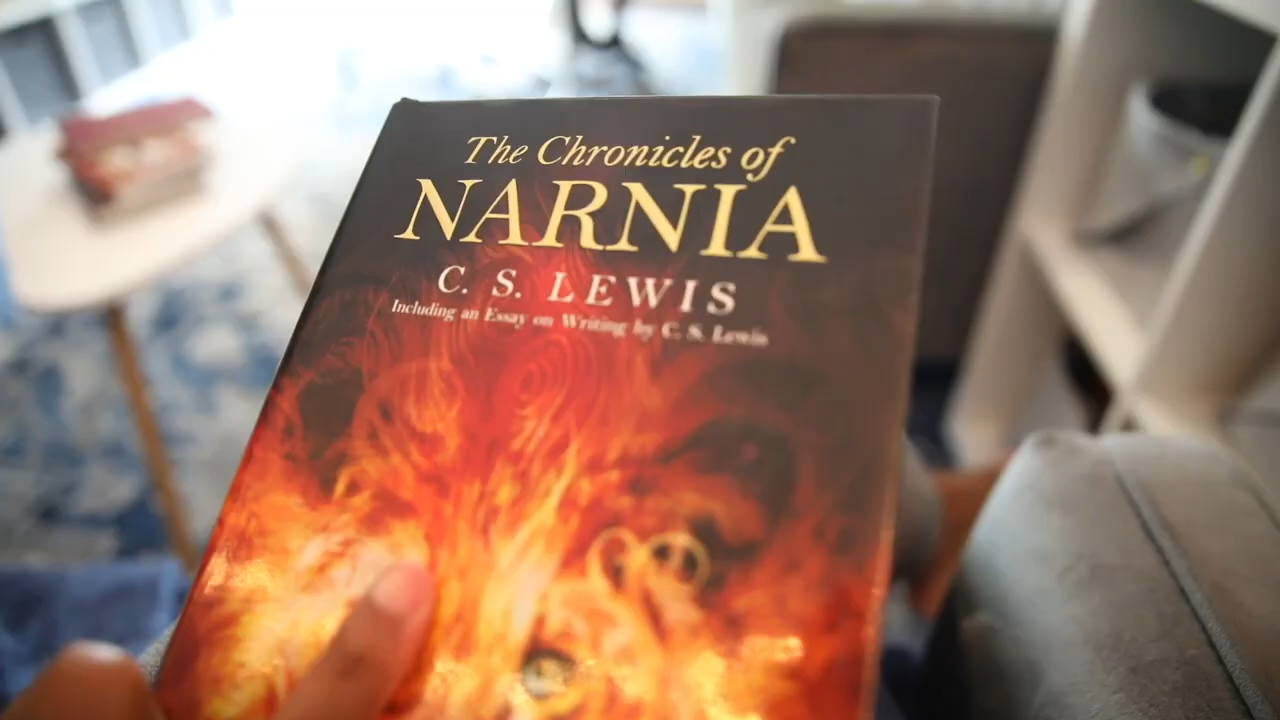 The Chronicles of
NARNIA
C. S. LEWIS
Including an Essay on Writing by C. S. Lewis